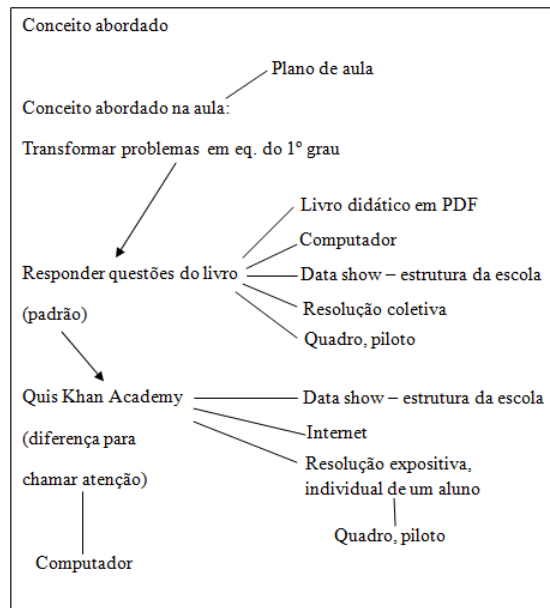 Conceito abordado
Plano de aula
Conceito abordado na aula:
Transformar problemas em eq. do 1º grau
Livro didático em PDF
Computador
Responder questões do livro
Data show – estrutura da escola
(padrão)
Resolução coletiva
Quadro, piloto
Quis Khan Academy
Data show – estrutura da escola
(diferença para
Internet
chamar atenção)
Resolução expositiva,
individual de um aluno
Quadro, piloto
Computador